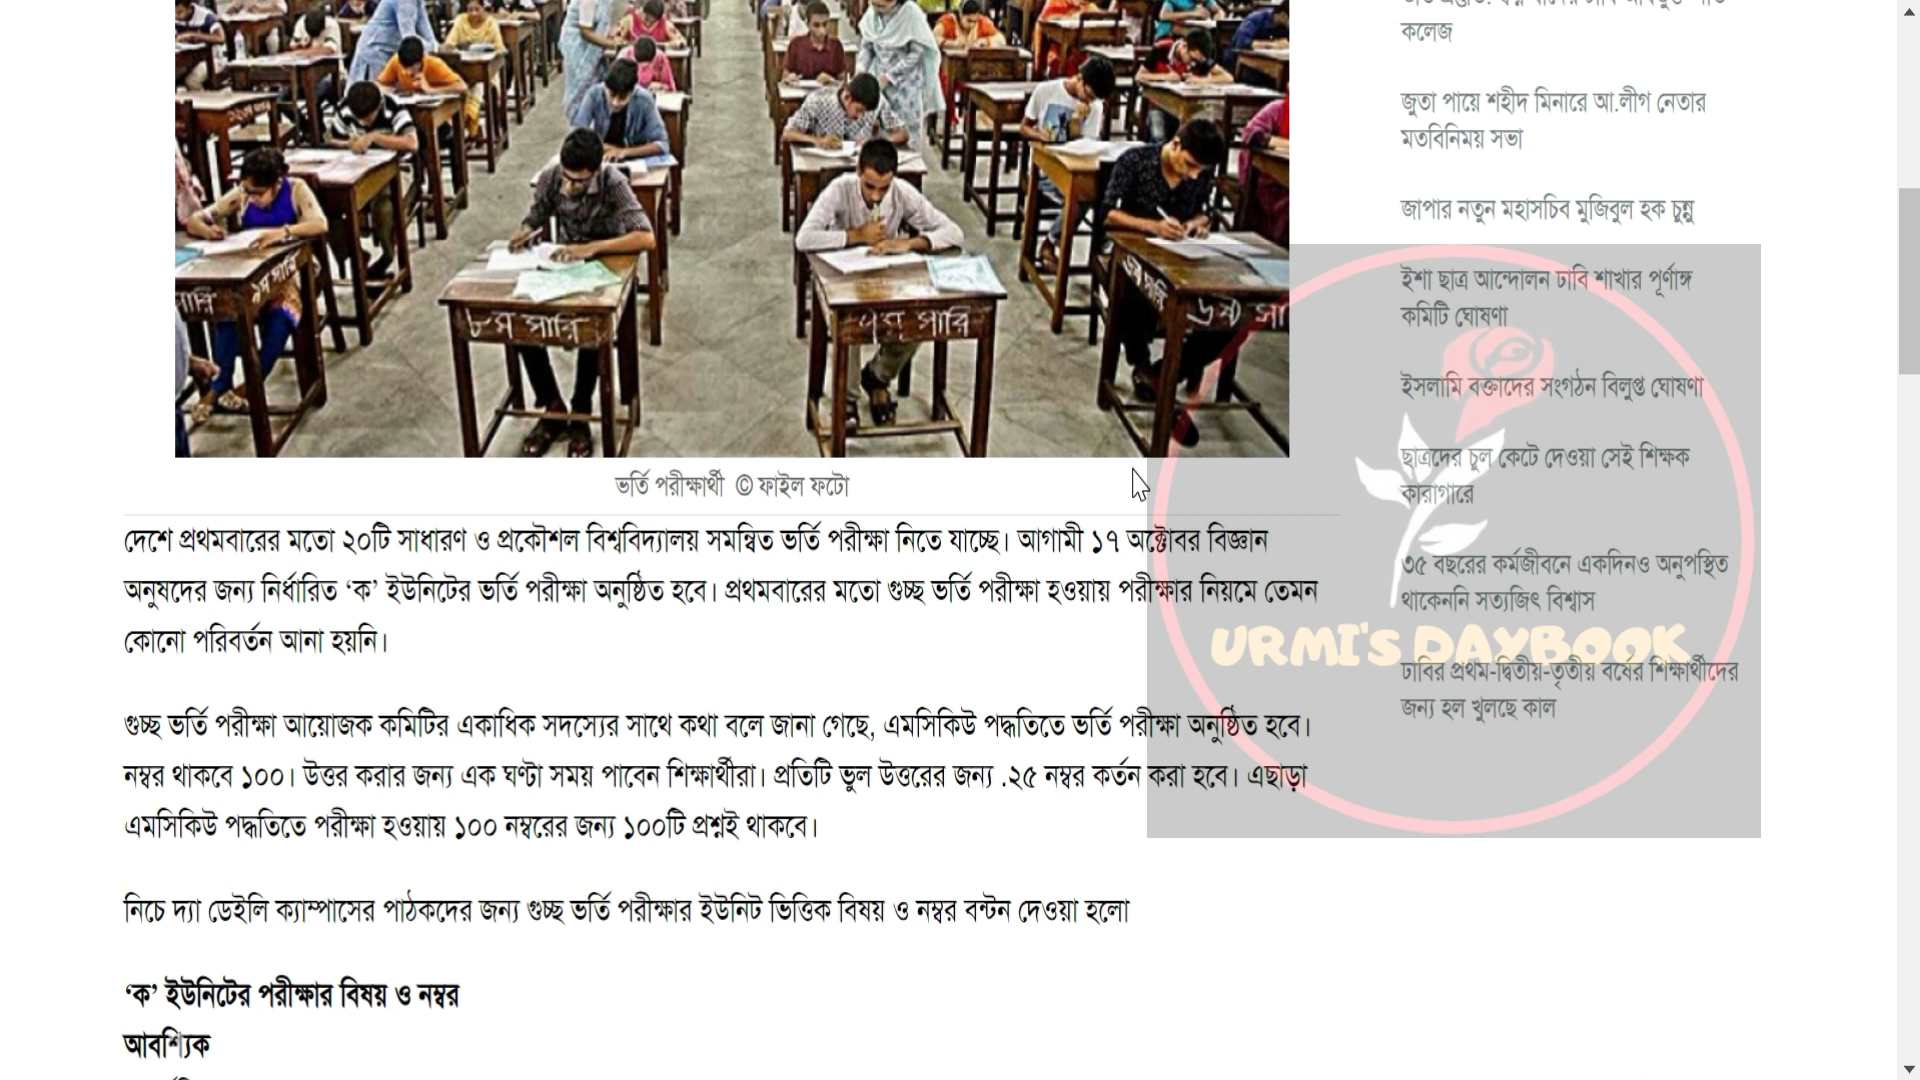 ৮ম সারি
৭ম সারি
ভর্তি পরীক্ষার্থী © ফাইল ফটো
দেশে প্রথমবারের মতো ২০টি সাধারণ ও প্রকৌশল বিশ্ববিদ্যালয় সমন্বিত ভর্তি পরীক্ষা নিতে যাচ্ছে। আগামী ১৭ অক্টোবর বিজ্ঞান
অনুষদের জন্য নির্ধারিত ‘ক’ ইউনিটের ভর্তি পরীক্ষা অনুষ্ঠিত হবে। প্রথমবারের মতো গুচ্ছ ভর্তি পরীক্ষা হওয়ায় পরীক্ষার নিয়মে তেমন
কোনো পরিবর্তন আনা হয়নি।
গুচ্ছ ভর্তি পরীক্ষা আয়োজক কমিটির একাধিক সদস্যের সাথে কথা বলে জানা গেছে, এমসিকিউ পদ্ধতিতে ভর্তি পরীক্ষা অনুষ্ঠিত হবে।
নম্বর থাকবে ১০০। উত্তর করার জন্য এক ঘণ্টা সময় পাবেন শিক্ষার্থীরা। প্রতিটি ভুল উত্তরের জন্য .২৫ নম্বর কর্তন করা হবে। এছাড়া
এমসিকিউ পদ্ধতিতে পরীক্ষা হওয়ায় ১০০ নম্বরের জন্য ১০০টি প্রশ্নই থাকবে।
নিচে দ্যা ডেইলি ক্যাম্পাসের পাঠকদের জন্য গুচ্ছ ভর্তি পরীক্ষার ইউনিট ভিত্তিক বিষয় ও নম্বর বন্টন দেওয়া হলো
‘ক’ ইউনিটের পরীক্ষার বিষয় ও নম্বর
আবশ্যিক
কলেজ
জুতা পায়ে শহীদ মিনারে আ.লীগ নেতার
মতবিনিময় সভা
জাপার নতুন মহাসচিব মুজিবুল হক চুন্নু
ইশা ছাত্র আন্দোলন ঢাবি শাখার পূর্ণাঙ্গ
কমিটি ঘোষণা
ইসলামি বক্তাদের সংগঠন বিলুপ্ত ঘোষণা
ছাত্রদের চুল কেটে দেওয়া সেই শিক্ষক
কারাগারে
৩৫ বছরের কর্মজীবনে একদিনও অনুপস্থিত
থাকেননি সত্যজিৎ বিশ্বাস
URMI'S DAYBOOK
ঢাবির প্রথম-দ্বিতীয়-তৃতীয় বর্ষের শিক্ষার্থীদের
জন্য হল খুলছে কাল